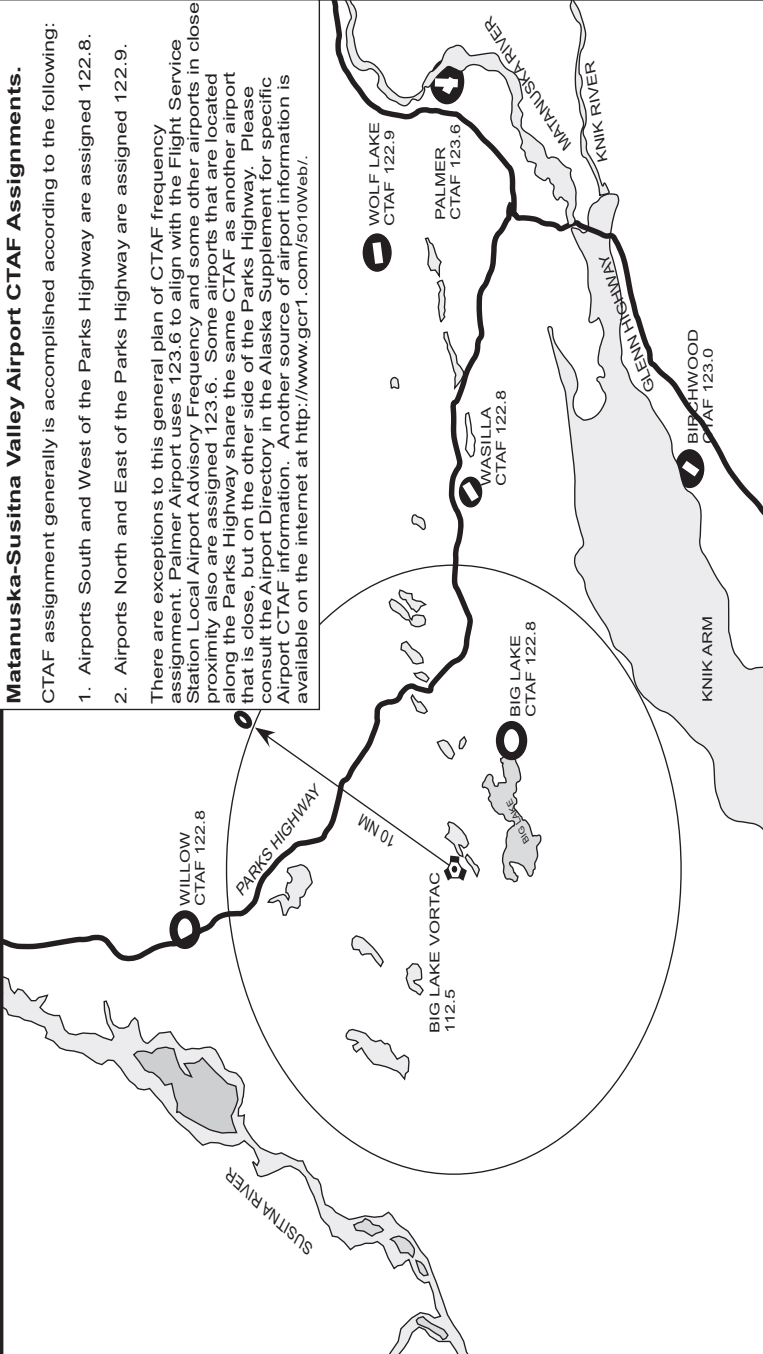 Matanuska-Susitna Valley Airport CTAF Assignments.
CTAF assignment generally is accomplished according to the following:
1. Airports South and West of the Parks Highway are assigned 122.8.
2. Airports North and East of the Parks Highway are assigned 122.9.
There are exceptions to this general plan of CTAF frequency
assignment. Palmer Airport uses 123.6 to align with the Flight Service
Station Local Airport Advisory Frequency and some other airports in close
proximity also are assigned 123.6. Some airports that are located
along the Parks Highway share the same CTAF as another airport
that is close, but on the other side of the Parks Highway. Please
consult the Airport Directory in the Alaska Supplement for specific
Airport CTAF information. Another source of airport information is
available on the internet at http://www.gcr1.com/5010Web/.
WILLOW
CTAF 122.8
PARKS HIGHWAY
10 NM
SUSITNA RIVER
BIG LAKE VORTAC
112.5
BIG LAKE
BIG LAKE
CTAF 122.8
WASILLA
CTAF 122.8
WOLF LAKE
CTAF 122.9
PALMER
CTAF 123.6
MATANUSKA RIVER
KNIK RIVER
GLENN HIGHWAY
BIRCHWOOD
CTAF 123.0
KNIK ARM